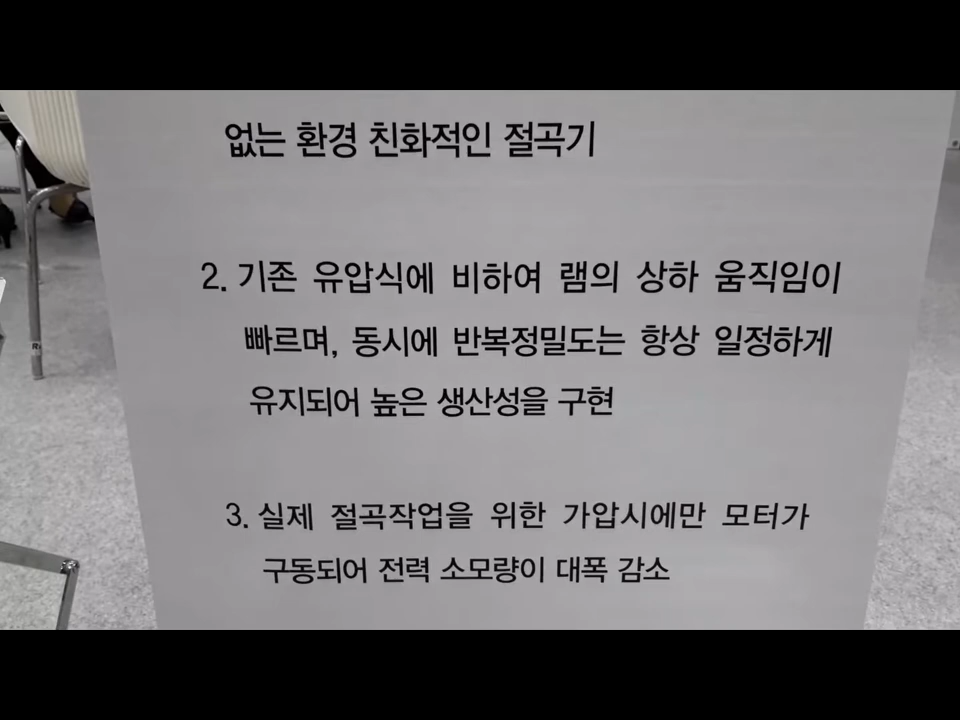 없는 환경 친화적인 절곡기
2. 기존 유압식에 비하여 램의 상하 움직임이
빠르며, 동시에 반복정밀도는 항상 일정하게
유지되어 높은 생산성을 구현
3. 실제 절곡작업을 위한 가압시에만 모터가
구동되어 전력 소모량이 대폭 감소